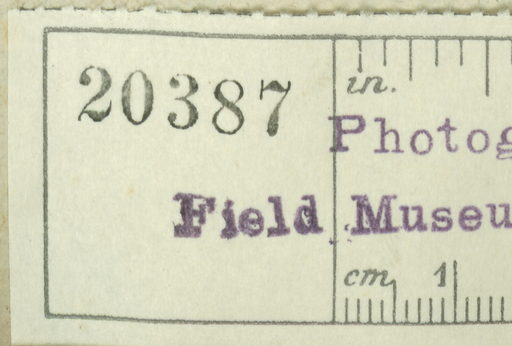 20387
in.
Photog
Field Museu
cm 1